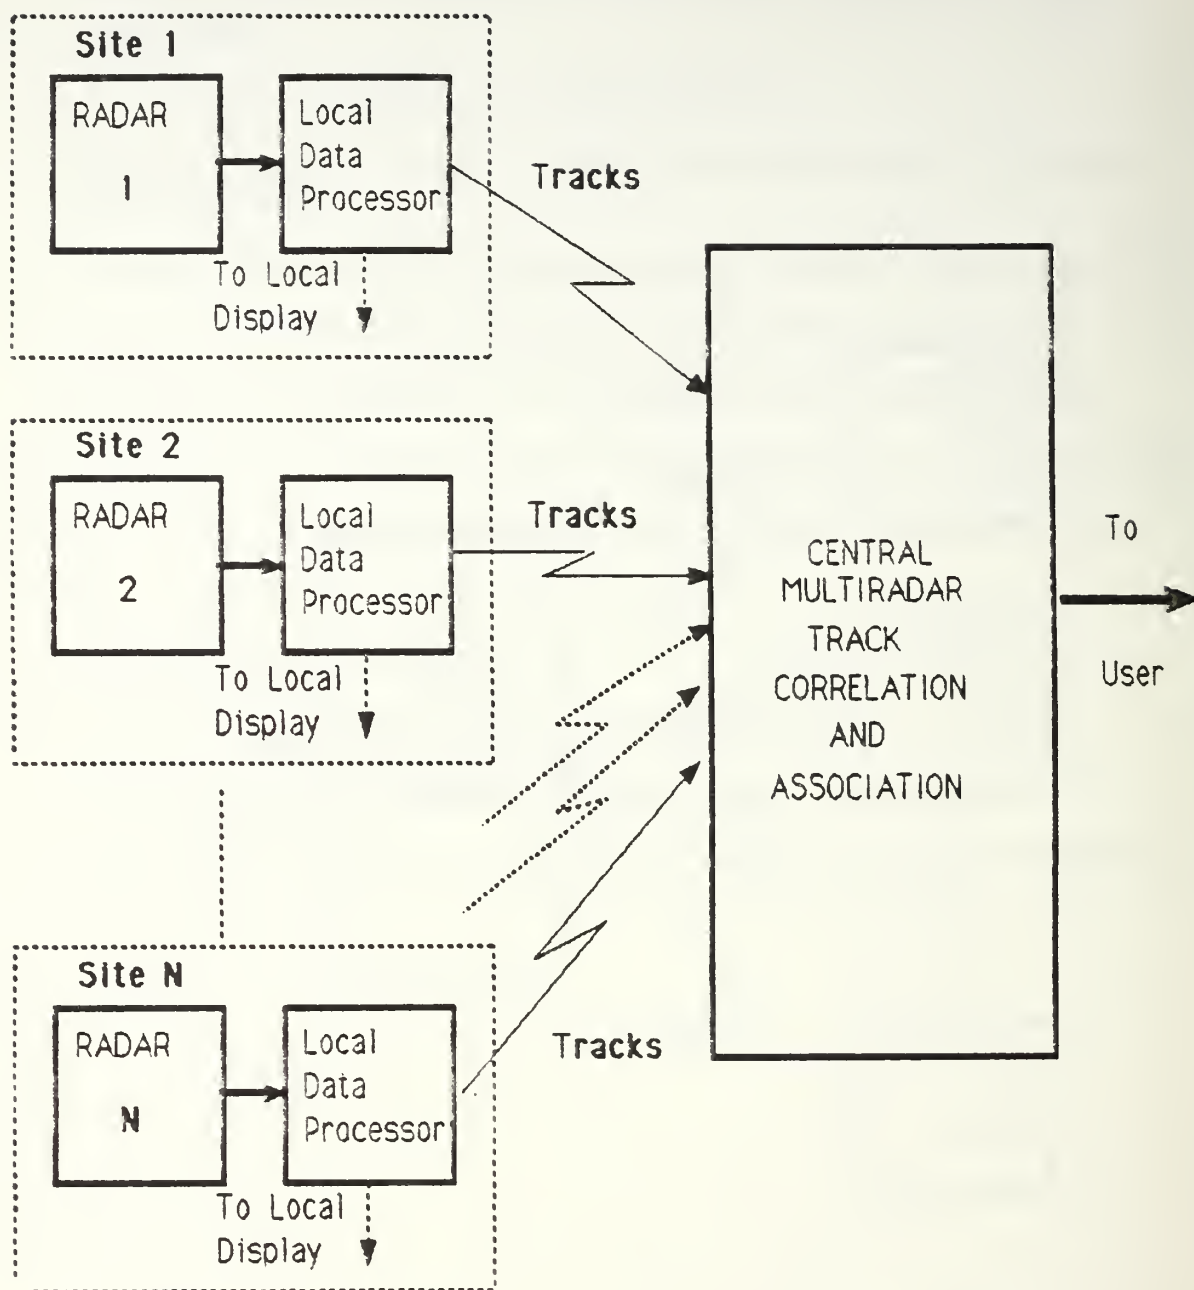 Site 1
RADAR
1
Local
Data
Processor
To Local
Display
Tracks
Site 2
RADAR
2
Local
Data
Processor
To Local
Display
Tracks
Site N
RADAR
N
Local
Data
Processor
To Local
Display
Tracks
CENTRAL
MULTIRADAR
TRACK
CORRELATION
AND
ASSOCIATION
To
User